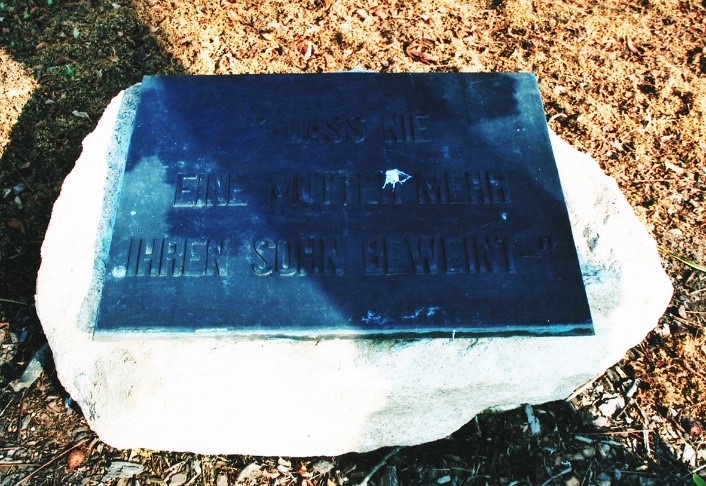 "–DASS NIE
EINE MUTTER MEHR
IHREN SOHN BEWEINT–"